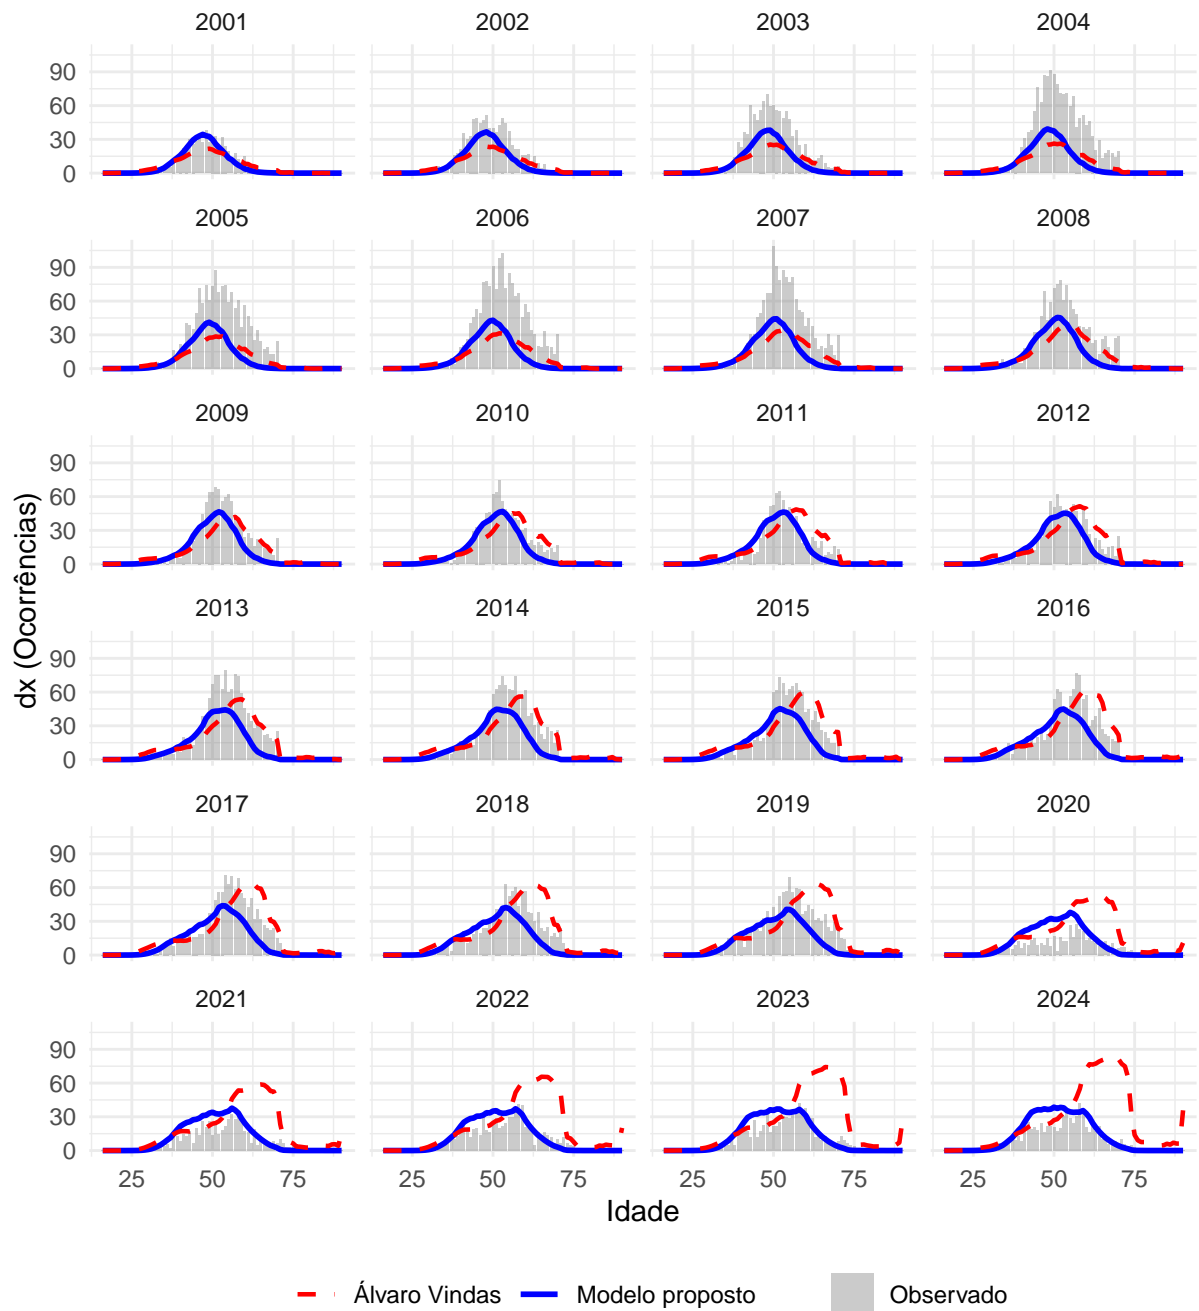 2001 2002 2003 2004
90
60
30
0
2005 2006 2007 2008
90
60
30
0
2009 2010 2011 2012
90
60
30
0
2013 2014 2015 2016
90
60
30
0
2017 2018 2019 2020
90
60
30
0
2021 2022 2023 2024
90
60
30
0
25 50 75 25 50 75 25 50 75 25 50 75
dx (Ocorrências)
Idade
Álvaro Vindas Modelo proposto Observado